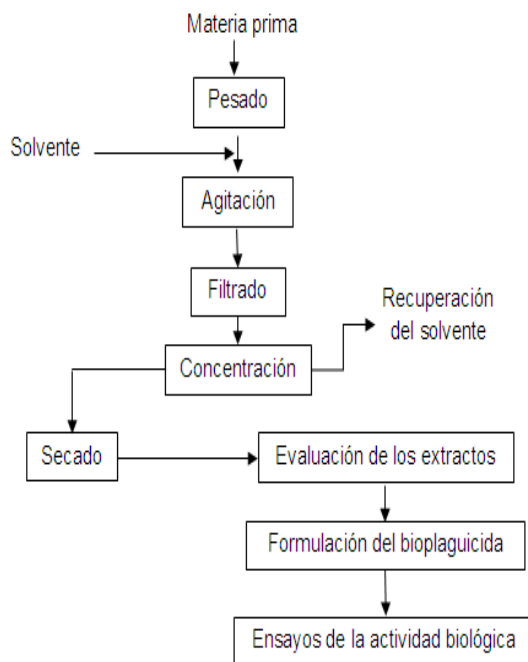 Materia prima
Pesado
Solvente
Agitación
Filtrado
Recuperación
del solvente
Concentración
Secado
Evaluación de los extractos
Formulación del bioplaguicida
Ensayos de la actividad biológica